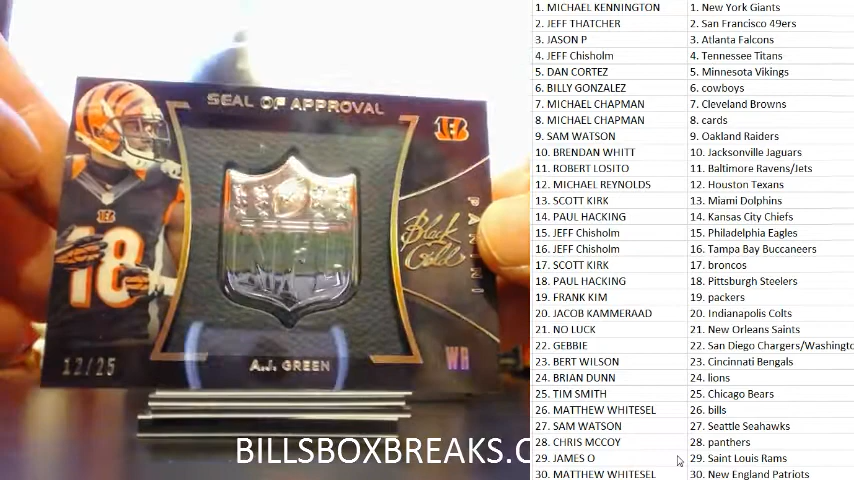 SEAL OF APPROVAL
18
Black Gold
PANINI
12/25
A.J. GREEN
WR
BILLSBOXBREAKS.C
1. MICHAEL KENNINGTON 1. New York Giants
2. JEFF THATCHER 2. San Francisco 49ers
3. JASON P 3. Atlanta Falcons
4. JEFF Chisholm 4. Tennessee Titans
5. DAN CORTEZ 5. Minnesota Vikings
6. BILLY GONZALEZ 6. cowboys
7. MICHAEL CHAPMAN 7. Cleveland Browns
8. MICHAEL CHAPMAN 8. cards
9. SAM WATSON 9. Oakland Raiders
10. BRENDAN WHITT 10. Jacksonville Jaguars
11. ROBERT LOSITO 11. Baltimore Ravens/Jets
12. MICHAEL REYNOLDS 12. Houston Texans
13. SCOTT KIRK 13. Miami Dolphins
14. PAUL HACKING 14. Kansas City Chiefs
15. JEFF Chisholm 15. Philadelphia Eagles
16. JEFF Chisholm 16. Tampa Bay Buccaneers
17. SCOTT KIRK 17. broncos
18. PAUL HACKING 18. Pittsburgh Steelers
19. FRANK KIM 19. packers
20. JACOB KAMMERAAD 20. Indianapolis Colts
21. NO LUCK 21. New Orleans Saints
22. GEBBIE 22. San Diego Chargers/Washingto
23. BERT WILSON 23. Cincinnati Bengals
24. BRIAN DUNN 24. lions
25. TIM SMITH 25. Chicago Bears
26. MATTHEW WHITESEL 26. bills
27. SAM WATSON 27. Seattle Seahawks
28. CHRIS MCCOY 28. panthers
29. JAMES O 29. Saint Louis Rams
30. MATTHEW WHITESEL 30. New England Patriots